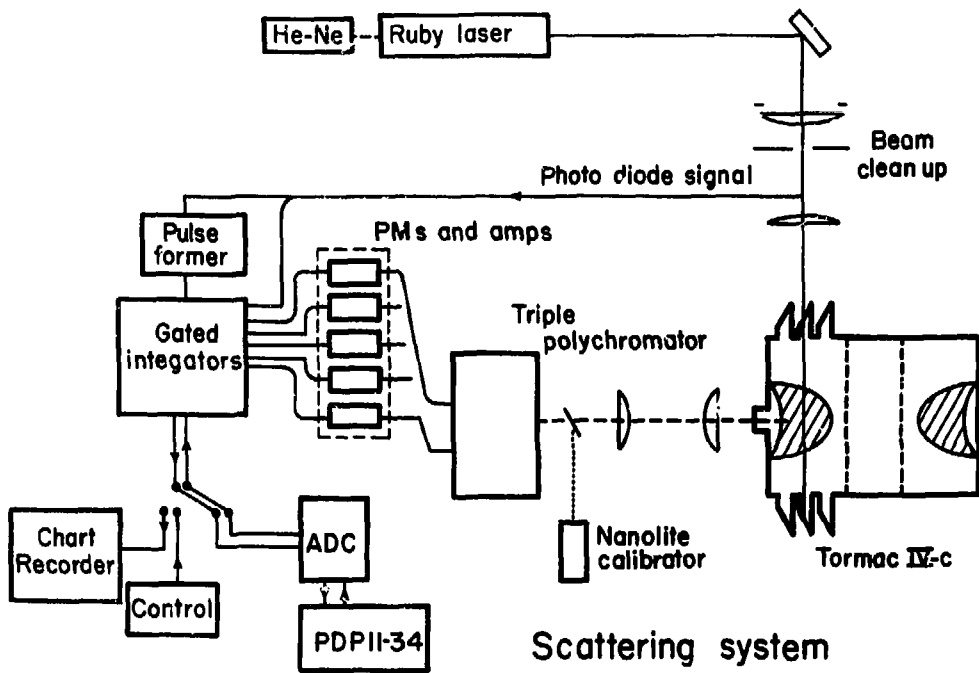 He-Ne
Ruby laser
Beam
clean up
Photo diode signal
Pulse
former
PMs and amps
Gated
integators
Triple
polychromator
Chart
Recorder
Control
ADC
PDP11-34
Nanolite
calibrator
Tormac IV-c
Scattering system